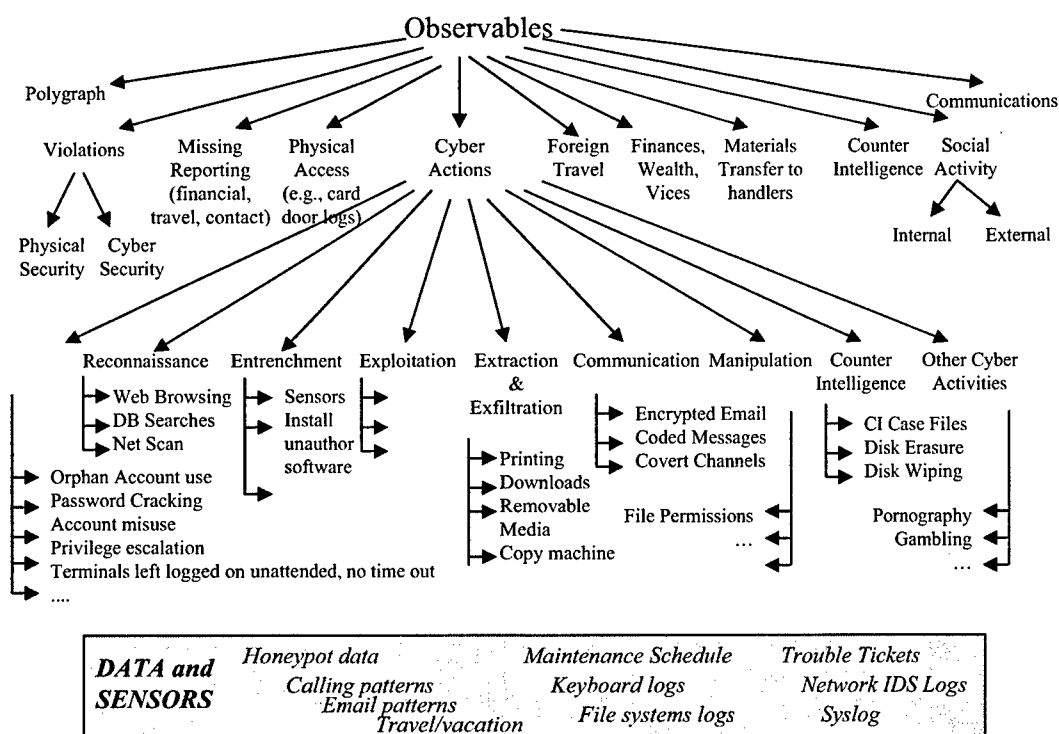 Observables
Polygraph
Communications
Violations
Missing
Reporting
(financial,
travel, contact)
Physical
Access
(e.g., card
door logs)
Cyber
Actions
Foreign
Travel
Finances,
Wealth,
Vices
Materials
Transfer to
handlers
Counter
Intelligence
Social
Activity
Physical
Security
Cyber
Security
Internal
External
Reconnaissance
Web Browsing
DB Searches
Net Scan
Entrenchment
Sensors
Install
unauthor
software
Exploitation
Extraction
&
Exfiltration
Printing
Downloads
Removable
Media
Copy machine
Communication
Encrypted Email
Coded Messages
Covert Channels
Manipulation
File Permissions
...
Counter
Intelligence
CI Case Files
Disk Erasure
Disk Wiping
Other Cyber
Activities
Pornography
Gambling
...
Orphan Account use
Password Cracking
Account misuse
Privilege escalation
Terminals left logged on unattended, no time out
....
DATA and
SENSORS
Honeypot data
Calling patterns
Email patterns
Travel/vacation
Maintenance Schedule
Keyboard logs
File systems logs
Trouble Tickets
Network IDS Logs
Syslog